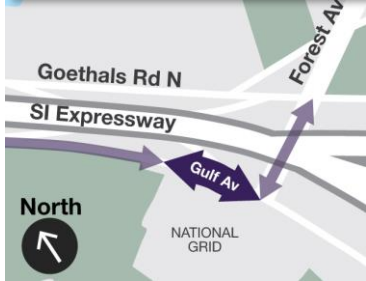 Forest Av
Goethals Rd N
SI Expressway
Gulf Av
North
NATIONAL
GRID